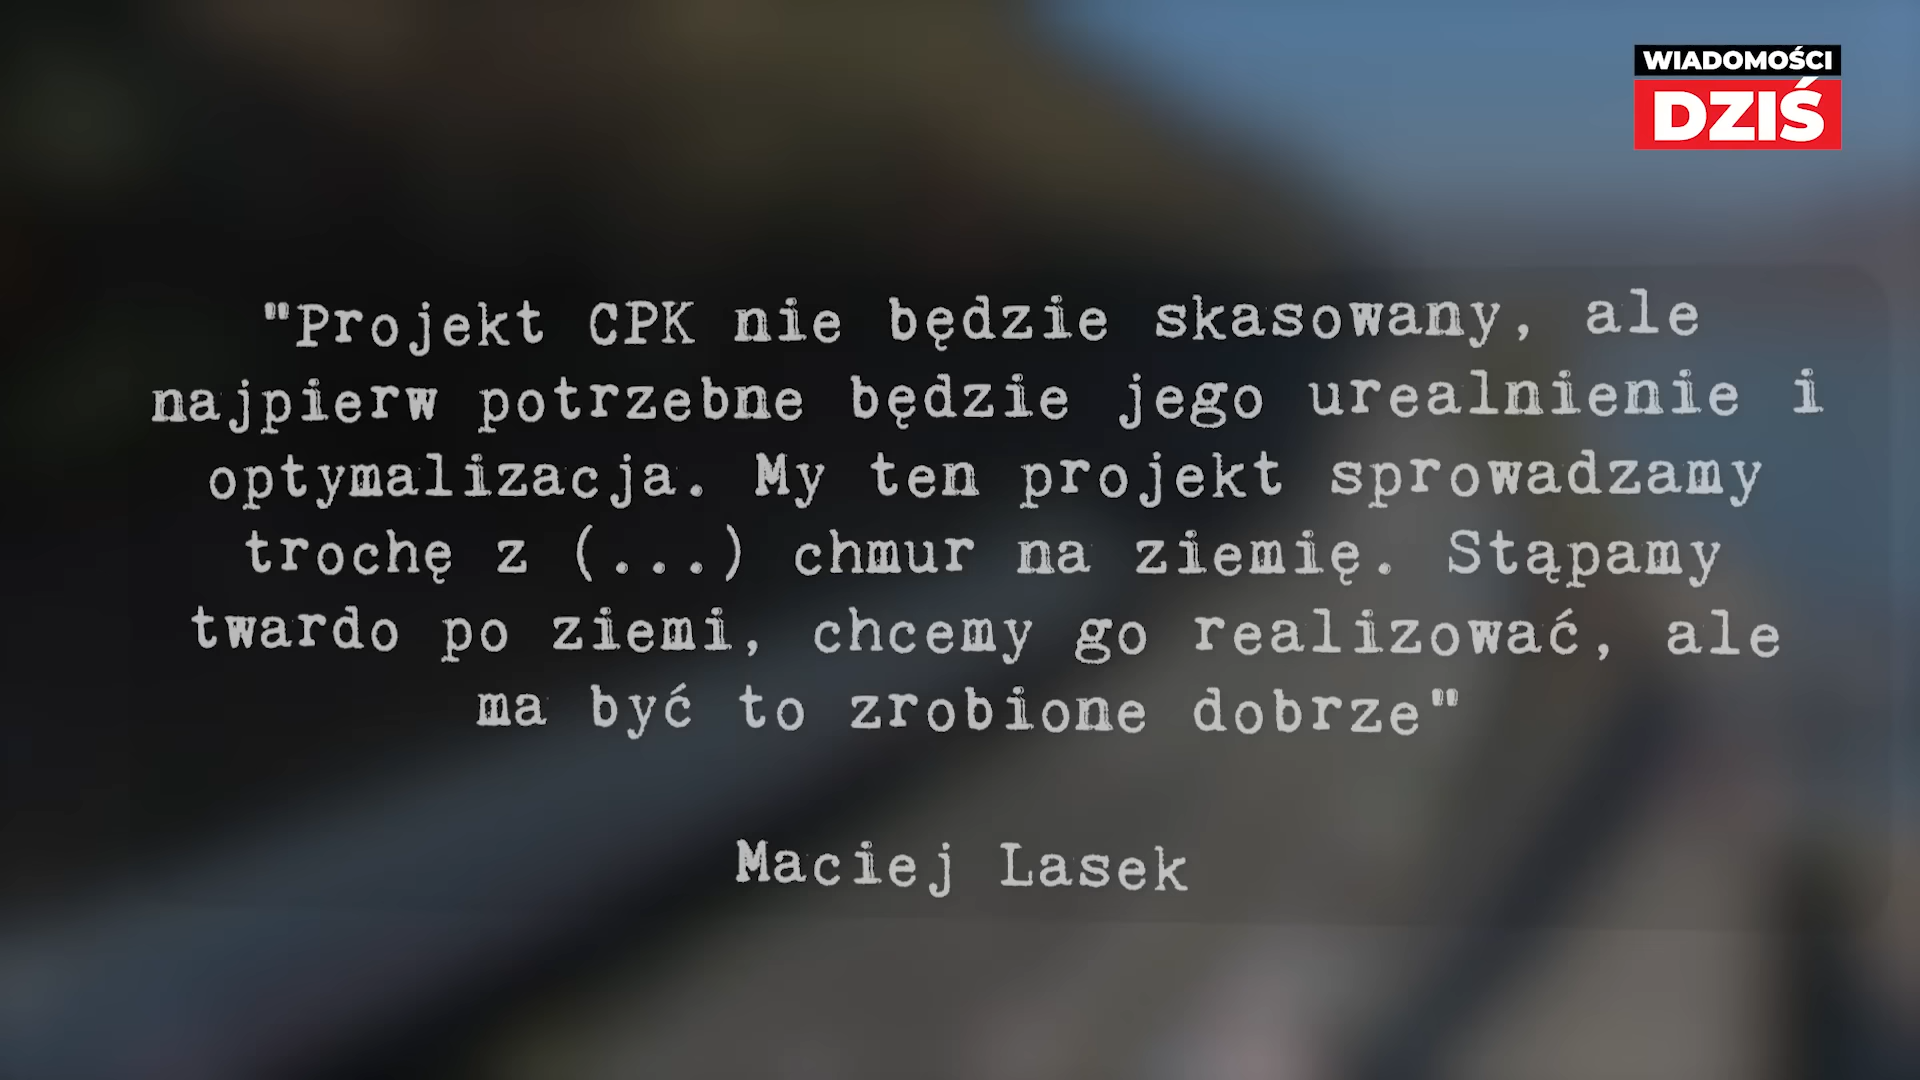 WIADOMOŚCI
DZIŚ
"Projekt CPK nie będzie skasowany, ale
najpierw potrzebne będzie jego urealnienie i
optymalizacja. My ten projekt sprowadzamy
trochę z (...) chmur na ziemię. Stąpamy
twardo po ziemi, chcemy go realizować, ale
ma być to zrobione dobrze"
Maciej Lasek